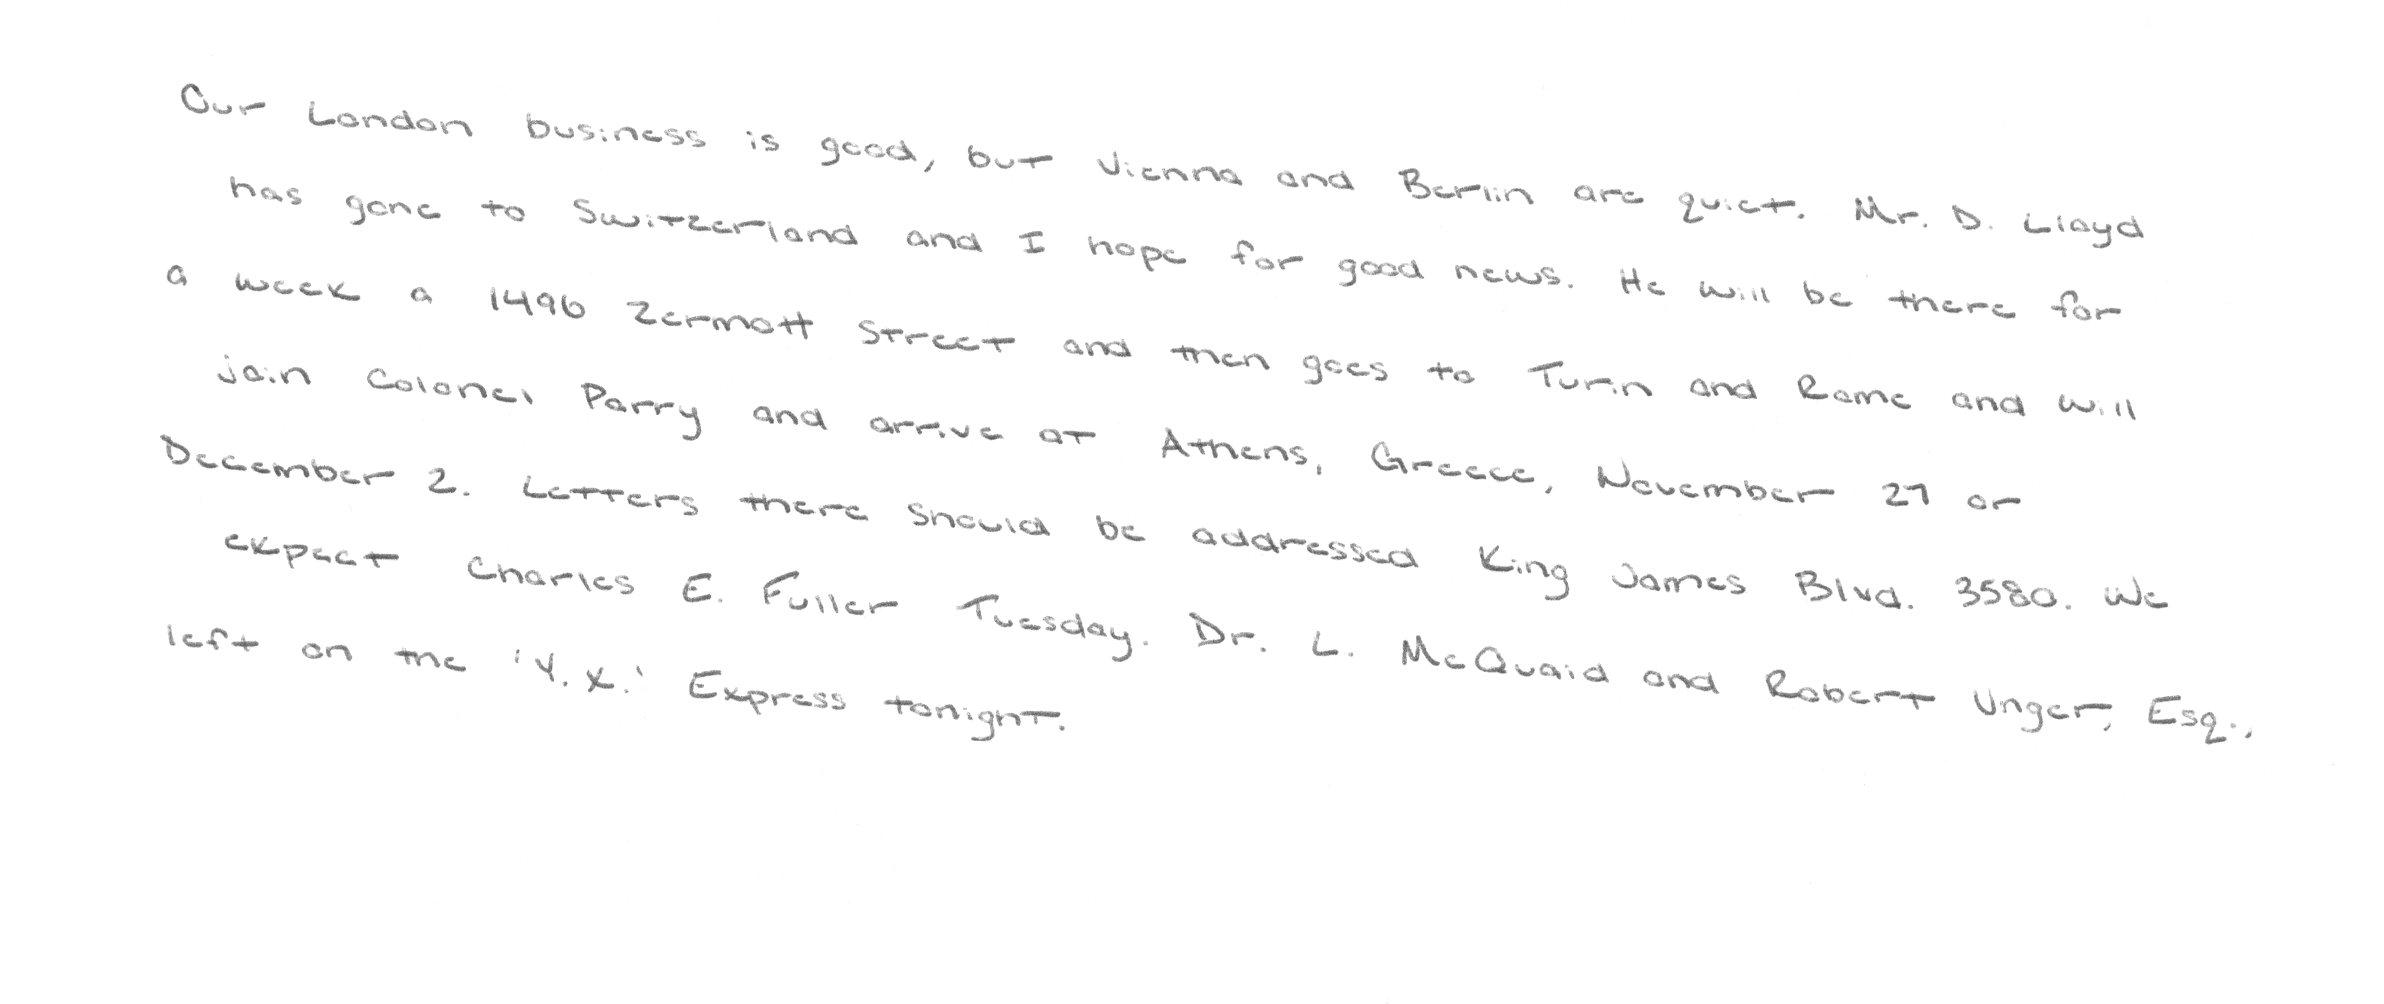 Our London business is good, but Vienna and Berlin are quiet. Mr. D. Lloyd
has gone to Switzerland and I hope for good news. He will be there for
a week a 1496 Zermott Street and then goes to Turin and Rome and will
join Colonel Parry and arrive at Athens, Greece, November 27 or
December 2. Letters there should be addressed King James Blvd. 3580. We
expect Charles E. Fuller Tuesday. Dr. L. McQuaid and Robert Unger, Esq.,
left on the 'Y.X.' Express tonight.